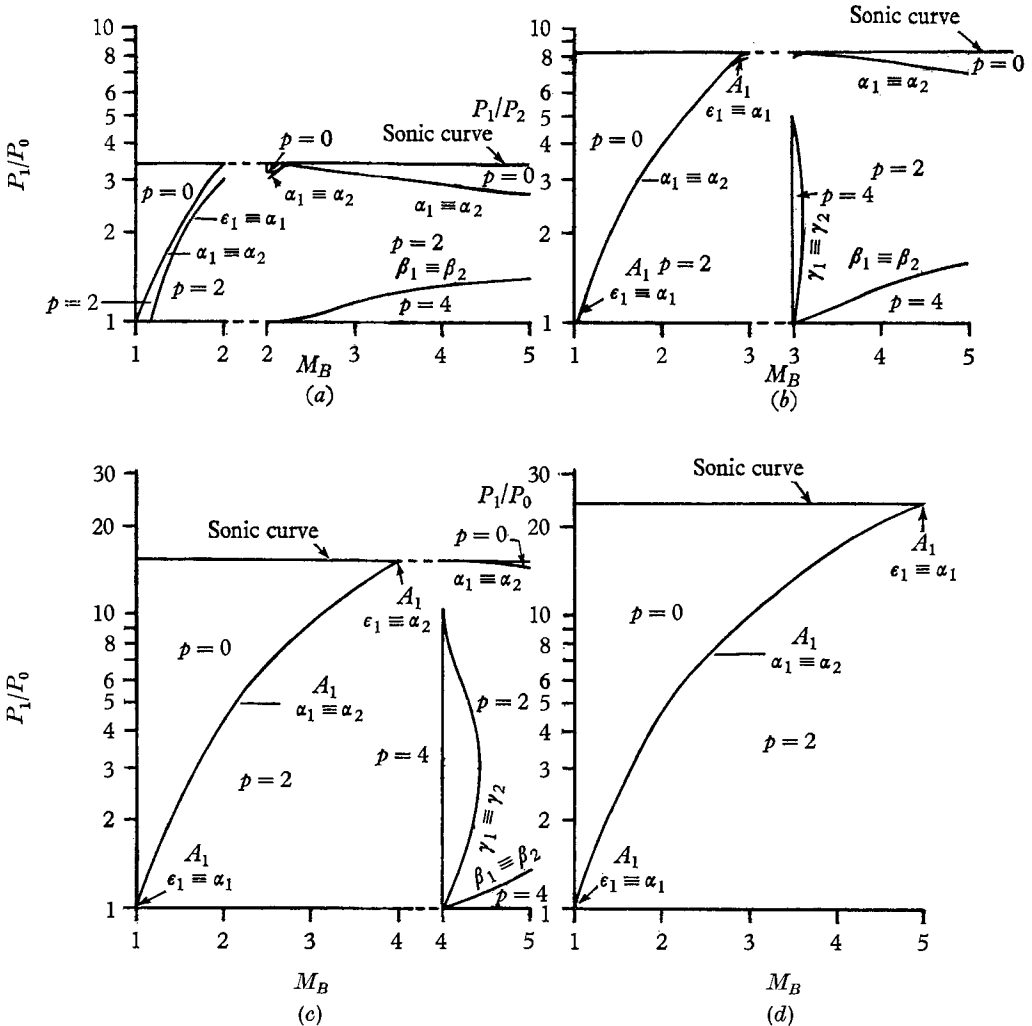 10
8
6
5
4
3
2
1
P₁/P₀
P₁/P₂
Sonic curve
p = 0
p = 0
p = 0
α₁ ≡ α₂
α₁ ≡ α₂
ε₁ ≡ α₁
α₁ ≡ α₂
p = 2
p = 2
p = 2
β₁ ≡ β₂
p = 4
1 2 2 3 4 5
M_B
(a)
Sonic curve
10
8
6
5
4
3
2
1
p = 0
A₁
ε₁ ≡ α₁
α₁ ≡ α₂
p = 0
α₁ ≡ α₂
p = 2
p = 4
γ₁ ≡ γ₂
β₁ ≡ β₂
p = 4
A₁ p = 2
ε₁ ≡ α₁
1 2 3 3 4 5
M_B
(b)
30
20
10
8
6
5
4
3
2
1
P₁/P₀
P₁/P₀
Sonic curve
p = 0
α₁ ≡ α₂
A₁
ε₁ ≡ α₂
p = 0
A₁
α₁ ≡ α₂
p = 2
p = 4
p = 2
γ₁ ≡ γ₂
β₁ ≡ β₂
p = 4
A₁
ε₁ ≡ α₁
1 2 3 4 4 5
M_B
(c)
Sonic curve
30
20
10
8
6
5
4
3
2
1
A₁
ε₁ ≡ α₁
p = 0
A₁
α₁ ≡ α₂
p = 2
A₁
ε₁ ≡ α₁
1 2 3 4 5
M_B
(d)